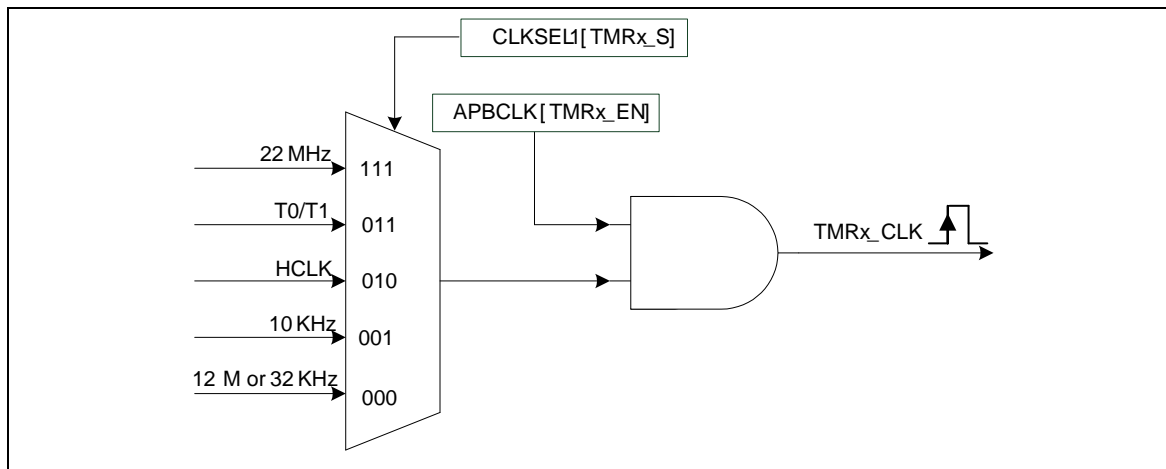 CLKSEL1[TMRx_S]
APBCLK[TMRx_EN]
22 MHz
111
T0/T1
011
TMRx_CLK
HCLK
010
10 KHz
001
12 M or 32 KHz
000